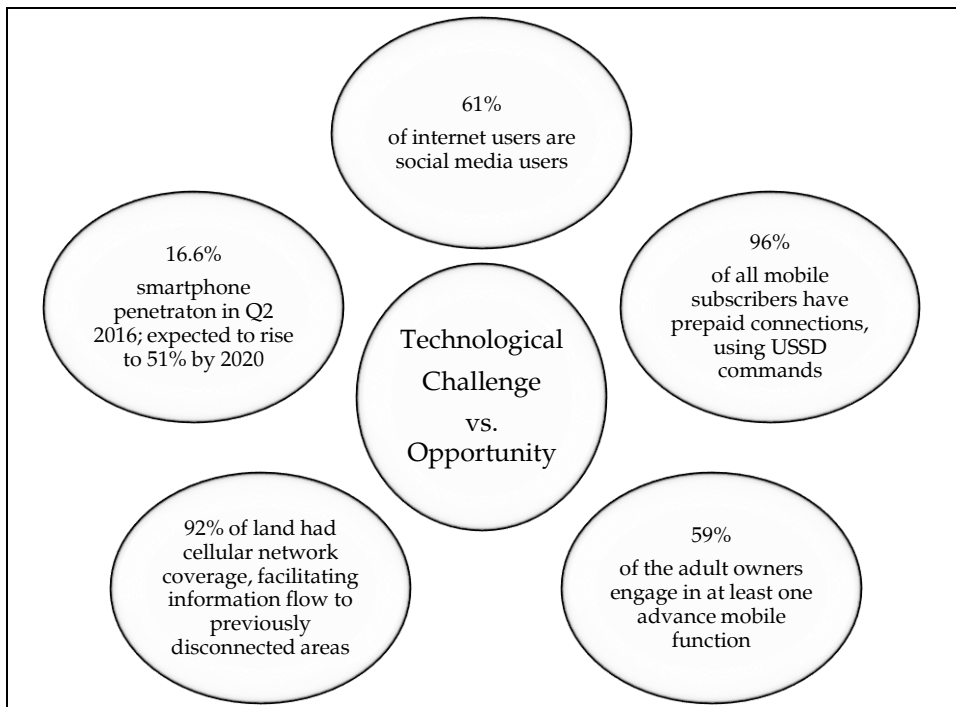 61%
of internet users are
social media users
16.6%
smartphone
penetraton in Q2
2016; expected to rise
to 51% by 2020
96%
of all mobile
subscribers have
prepaid connections,
using USSD
commands
Technological
Challenge
vs.
Opportunity
92% of land had
cellular network
coverage, facilitating
information flow to
previously
disconnected areas
59%
of the adult owners
engage in at least one
advance mobile
function